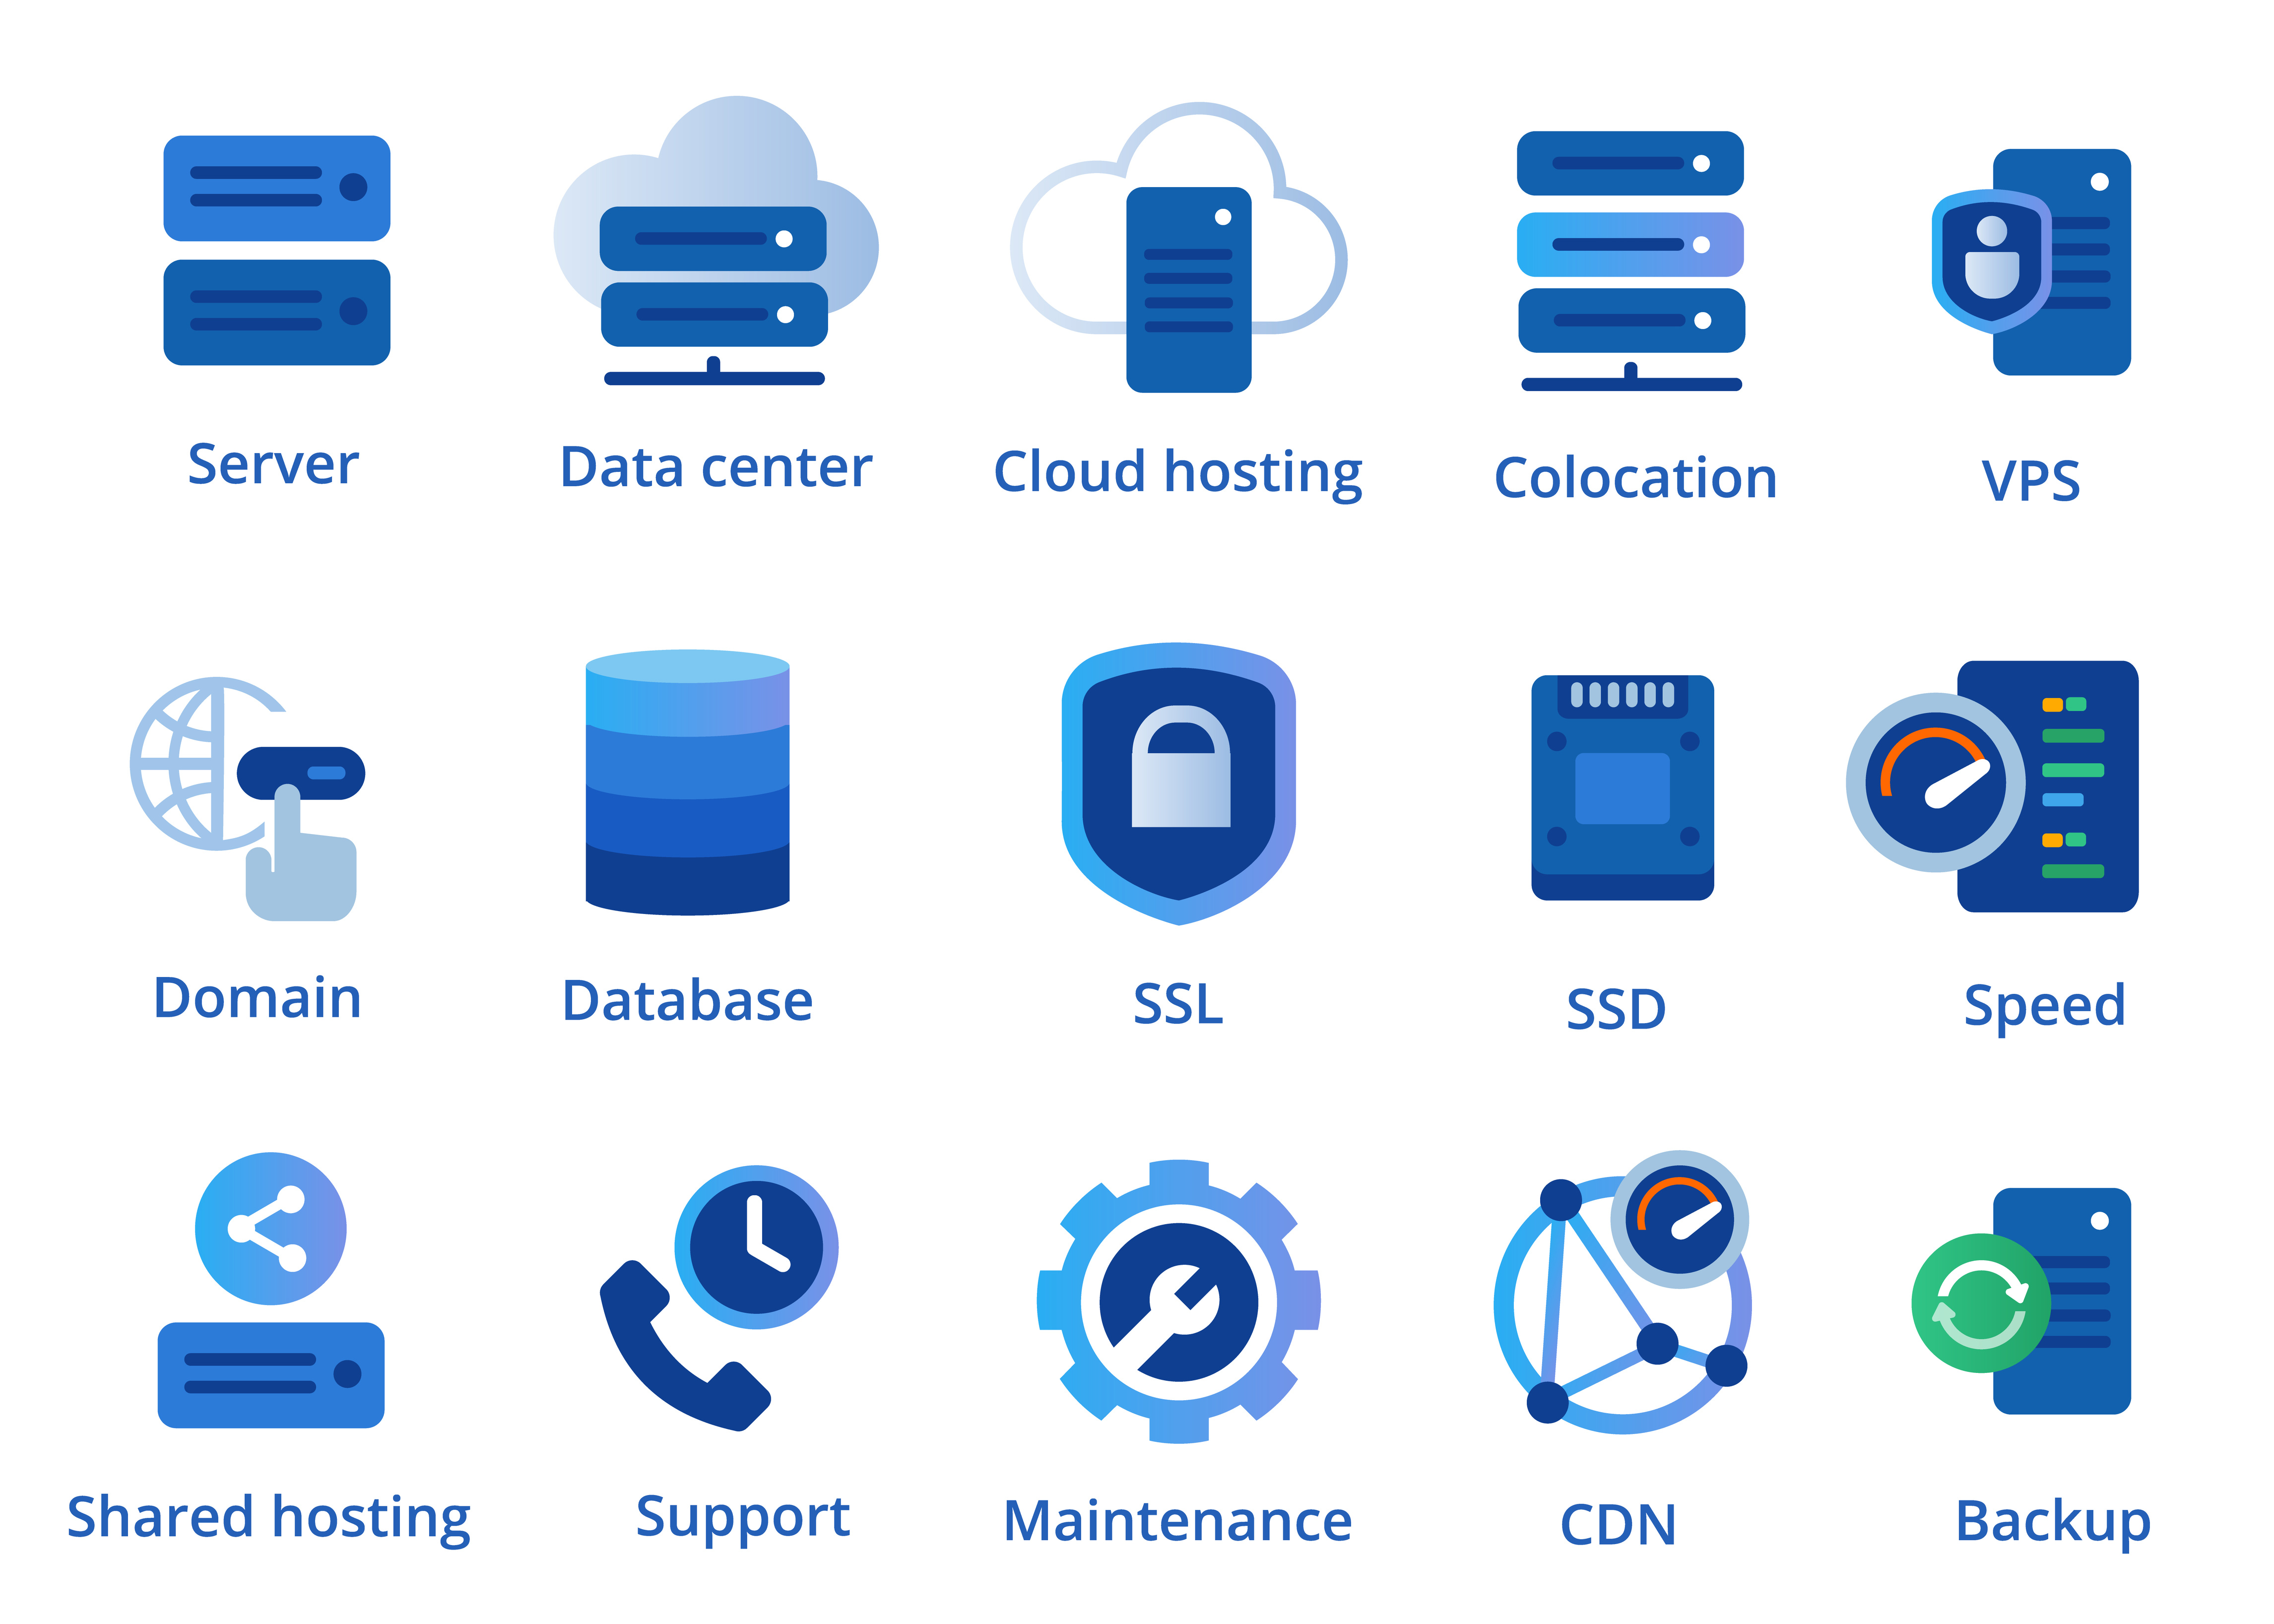 Server
Data center
Cloud hosting
Colocation
VPS
Domain
Database
SSL
SSD
Speed
Shared hosting
Support
Maintenance
CDN
Backup